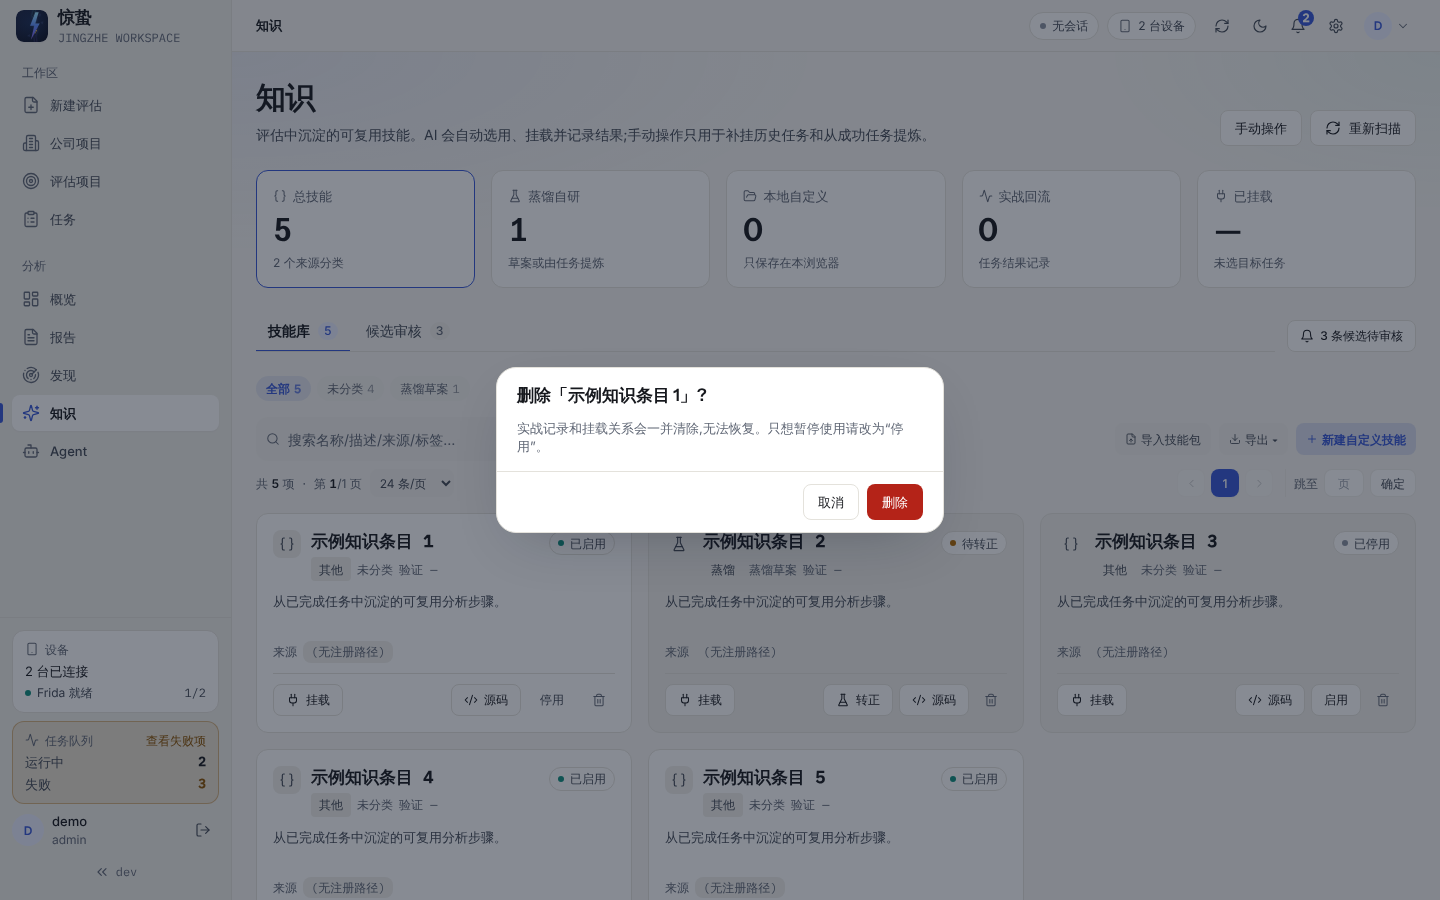 惊蛰
JINGZHE WORKSPACE
工作区
新建评估
公司项目
评估项目
任务
分析
概览
报告
发现
知识
Agent
设备
2 台已连接
Frida 就绪 1/2
任务队列 查看失败项
运行中 2
失败 3
D demo
admin
dev
知识
无会话
2 台设备
2
D
知识
评估中沉淀的可复用技能。AI 会自动选用、挂载并记录结果;手动操作只用于补挂历史任务和从成功任务提炼。
手动操作 重新扫描
总技能
5
2 个来源分类
蒸馏自研
1
草案或由任务提炼
本地自定义
0
只保存在本浏览器
实战回流
0
任务结果记录
已挂载
—
未选目标任务
技能库 5 候选审核 3
3 条候选待审核
全部 5 未分类 4 蒸馏草案 1
搜索名称/描述/来源/标签...
导入技能包 导出 + 新建自定义技能
共 5 项 · 第 1/1 页 24 条/页
‹ 1 › 跳至 页 确定
删除「示例知识条目 1」?
实战记录和挂载关系会一并清除,无法恢复。只想暂停使用请改为“停
用”。
取消 删除
示例知识条目 1 已启用
其他 未分类 验证 —
从已完成任务中沉淀的可复用分析步骤。
来源 (无注册路径)
挂载 源码 停用
示例知识条目 2 待转正
蒸馏 蒸馏草案 验证 —
从已完成任务中沉淀的可复用分析步骤。
来源 (无注册路径)
挂载 转正 源码
示例知识条目 3 已停用
其他 未分类 验证 —
从已完成任务中沉淀的可复用分析步骤。
来源 (无注册路径)
挂载 源码 启用
示例知识条目 4 已启用
其他 未分类 验证 —
从已完成任务中沉淀的可复用分析步骤。
来源 (无注册路径)
示例知识条目 5 已启用
其他 未分类 验证 —
从已完成任务中沉淀的可复用分析步骤。
来源 (无注册路径)